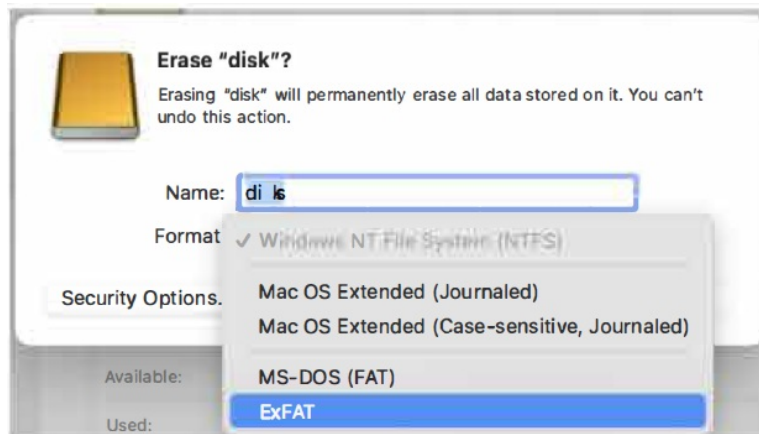 Erase “disk”?
Erasing “disk” will permanently erase all data stored on it. You can’t
undo this action.
Name: di ks
Format ✓ Windows NT File System (NTFS)
Mac OS Extended (Journaled)
Security Options.
Mac OS Extended (Case-sensitive, Journaled)
Available:
MS-DOS (FAT)
ExFAT
Used: